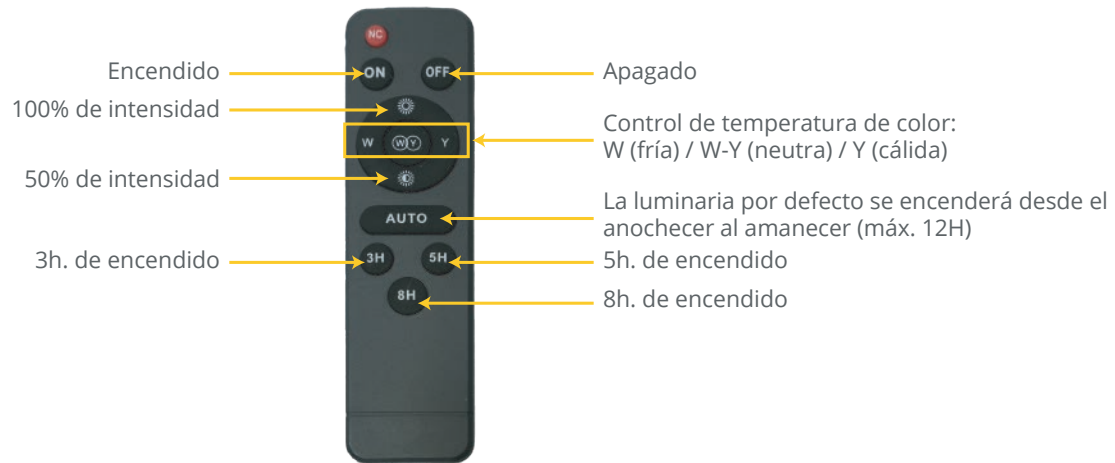 NC
Encendido
ON
OFF
Apagado
100% de intensidad
Control de temperatura de color:
W (fría) / W-Y (neutra) / Y (cálida)
W
W Y
Y
50% de intensidad
La luminaria por defecto se encenderá desde el
anochecer al amanecer (máx. 12H)
AUTO
3h. de encendido
3H
5H
5h. de encendido
8H
8h. de encendido